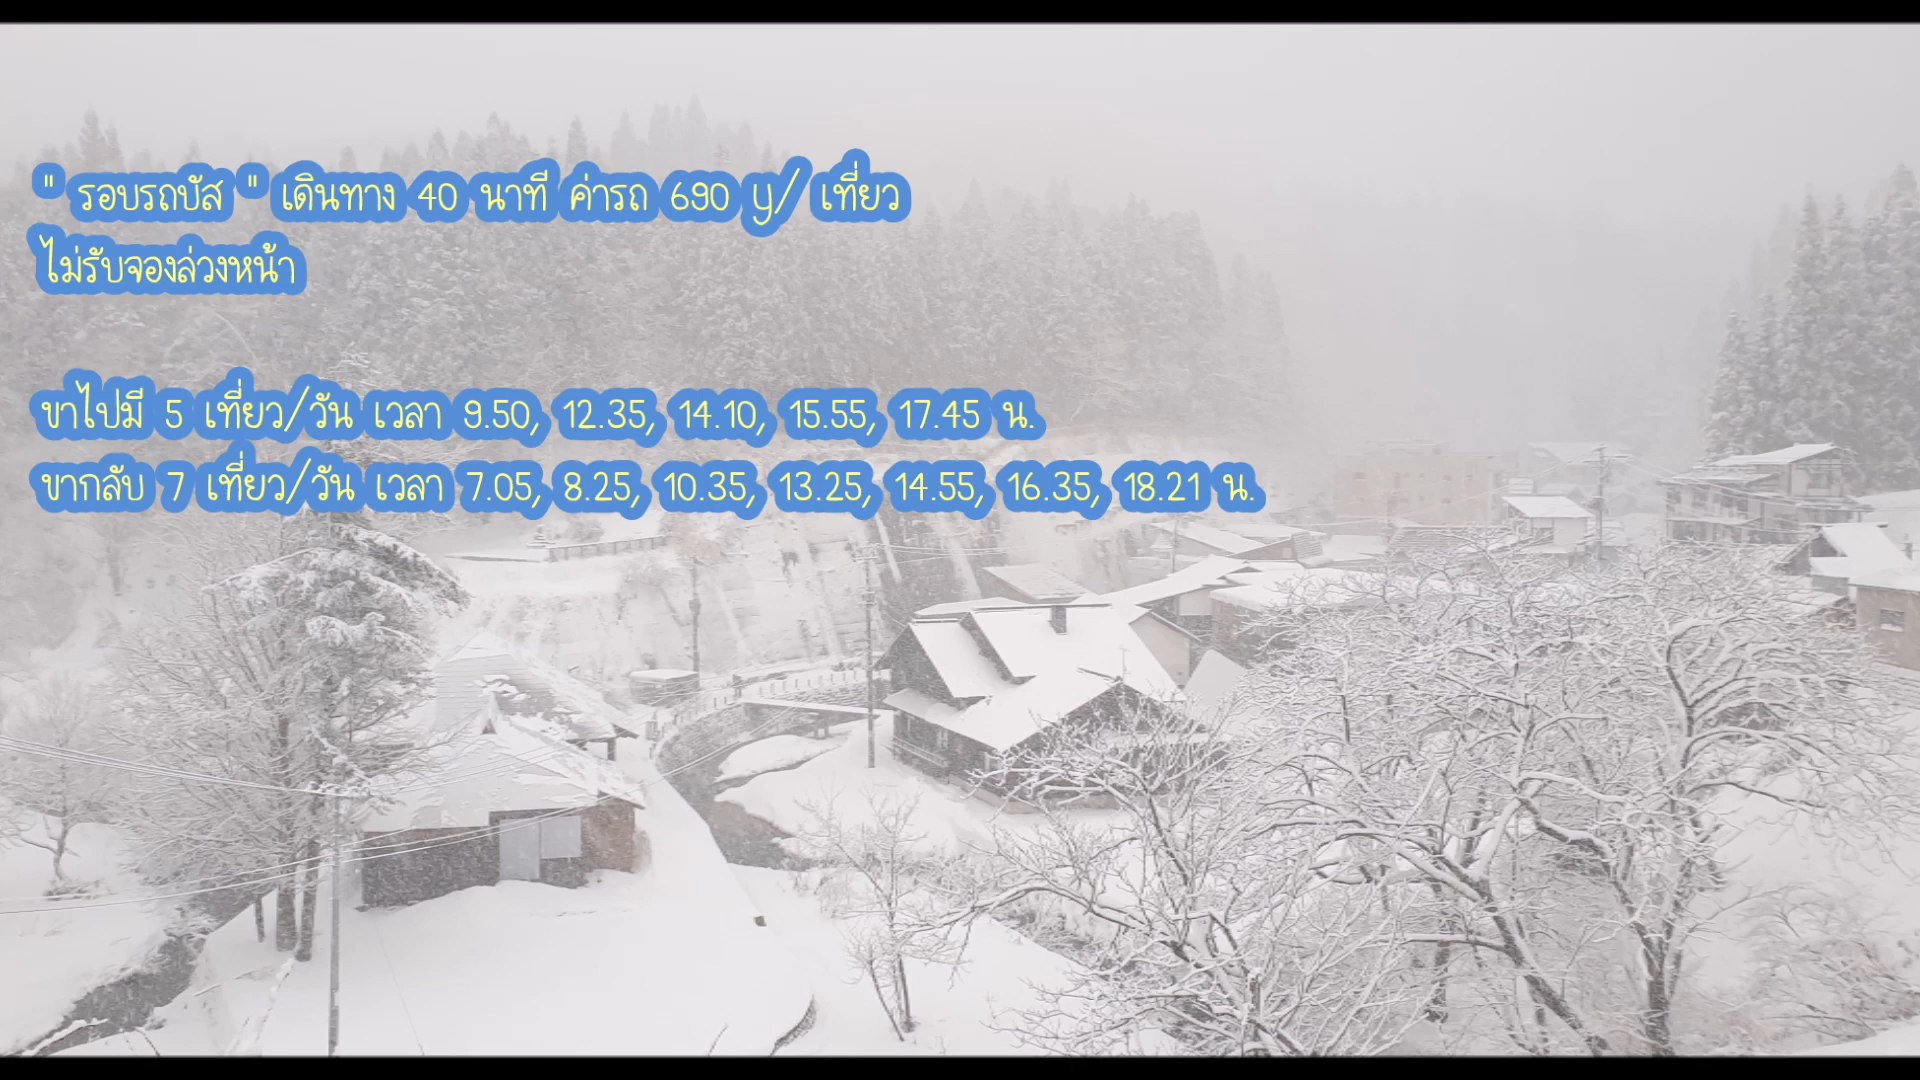 " รอบรถบัส " เดินทาง 40 นาที ค่ารถ 690 y/ เที่ยว
ไม่รับจองล่วงหน้า
ขาไปมี 5 เที่ยว/วัน เวลา 9.50, 12.35, 14.10, 15.55, 17.45 น.
ขากลับ 7 เที่ยว/วัน เวลา 7.05, 8.25, 10.35, 13.25, 14.55, 16.35, 18.21 น.